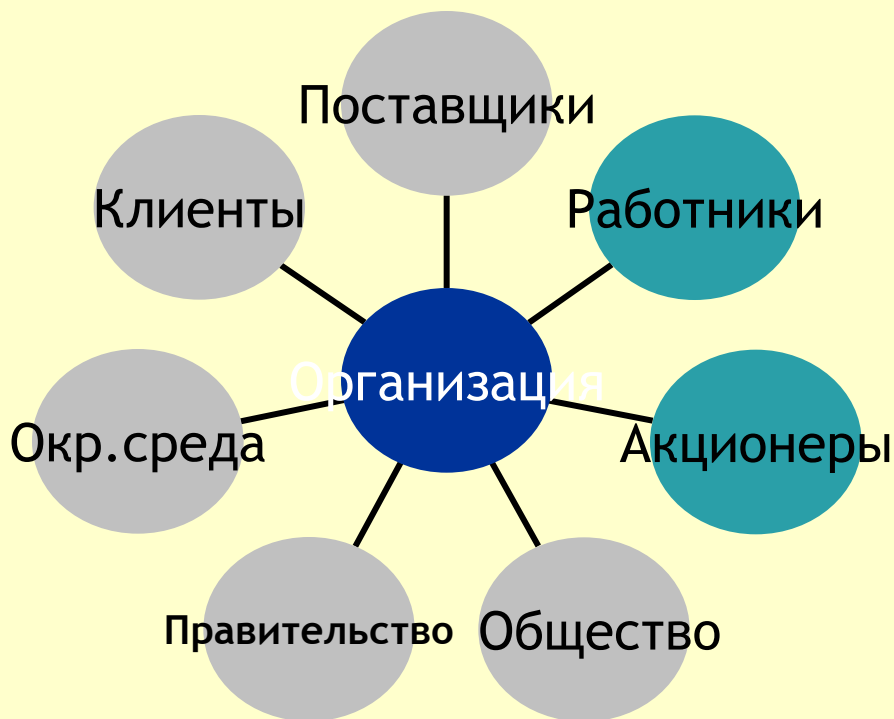 Поставщики
Клиенты
Работники
Организация
Окр.среда
Акционеры
Правительство
Общество